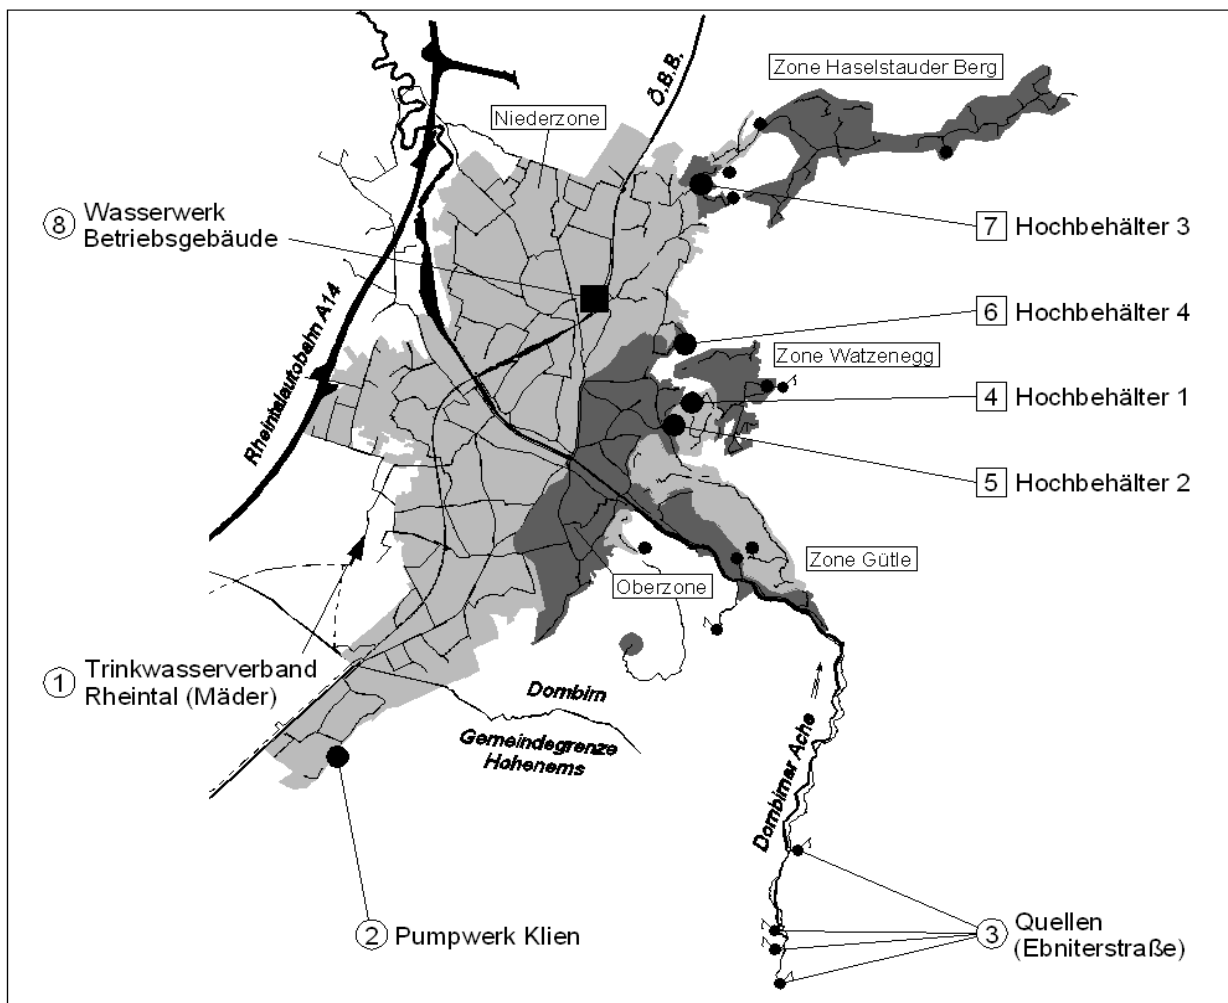 Zone Haselstauder Berg
Ö.B.B.
Niederzone
8 Wasserwerk
Betriebsgebäude
7 Hochbehälter 3
Rheintalautobahn A14
6 Hochbehälter 4
Zone Watzenegg
4 Hochbehälter 1
5 Hochbehälter 2
Zone Gütle
Oberzone
1 Trinkwasserverband
Rheintal (Mäder)
Dornbirn
Gemeindegrenze
Hohenems
Dornbirner Ache
2 Pumpwerk Klien
3 Quellen
(Ebniterstraße)